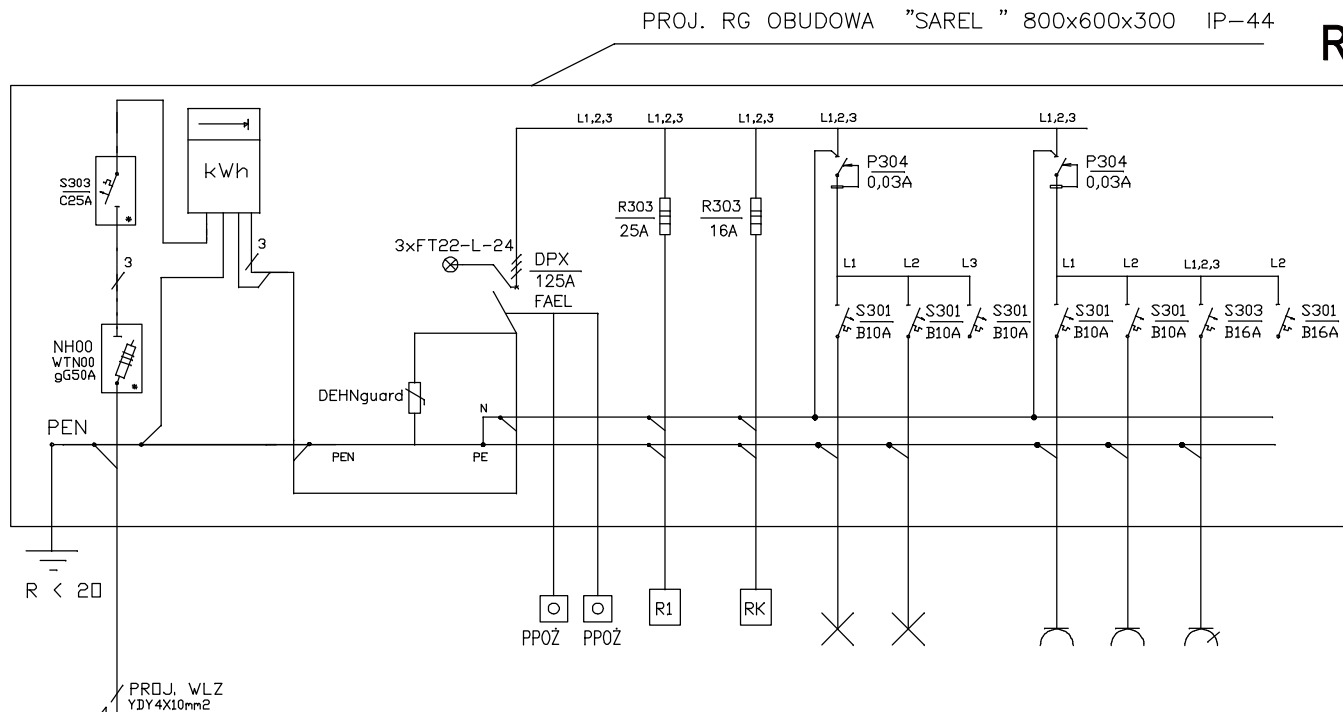 PROJ. RG OBUDOWA "SAREL " 800x600x300 IP-44
R
L1,2,3 L1,2,3 L1,2,3 L1,2,3 L1,2,3
kWh
P304
0,03A
P304
0,03A
S303
C25A
*
R303
25A
R303
16A
3
3
3xFT22-L-24
DPX
125A
FAEL
L1 L2 L3 L1 L2 L1,2,3 L2
S301
B10A
S301
B10A
S301
B10A
S301
B10A
S301
B10A
S303
B16A
S301
B16A
NH00
WTN00
gG50A
*
DEHNguard
N
PEN
PEN
PE
R < 20
R1
RK
PPOŻ PPOŻ
PROJ. WLZ
YDY4X10mm2
4